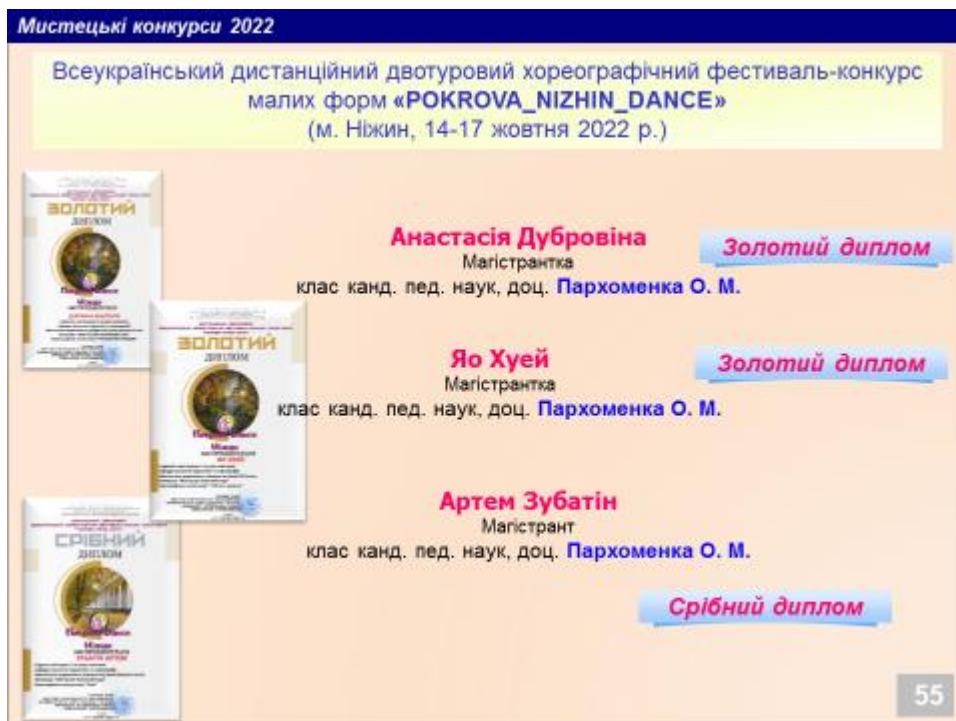 Мистецькі конкурси 2022
Всеукраїнський дистанційний двотуровий хореографічний фестиваль-конкурс
малих форм «POKROVA_NIZHIN_DANCE»
(м. Ніжин, 14-17 жовтня 2022 р.)
ЗОЛОТИЙ
ДИПЛОМ
Анастасія Дубровіна
Магістрантка
клас канд. пед. наук, доц. Пархоменка О. М.
Золотий диплом
ЗОЛОТИЙ
ДИПЛОМ
Яо Хуей
Магістрантка
клас канд. пед. наук, доц. Пархоменка О. М.
Золотий диплом
СРІБНИЙ
ДИПЛОМ
Артем Зубатін
Магістрант
клас канд. пед. наук, доц. Пархоменка О. М.
Срібний диплом
55